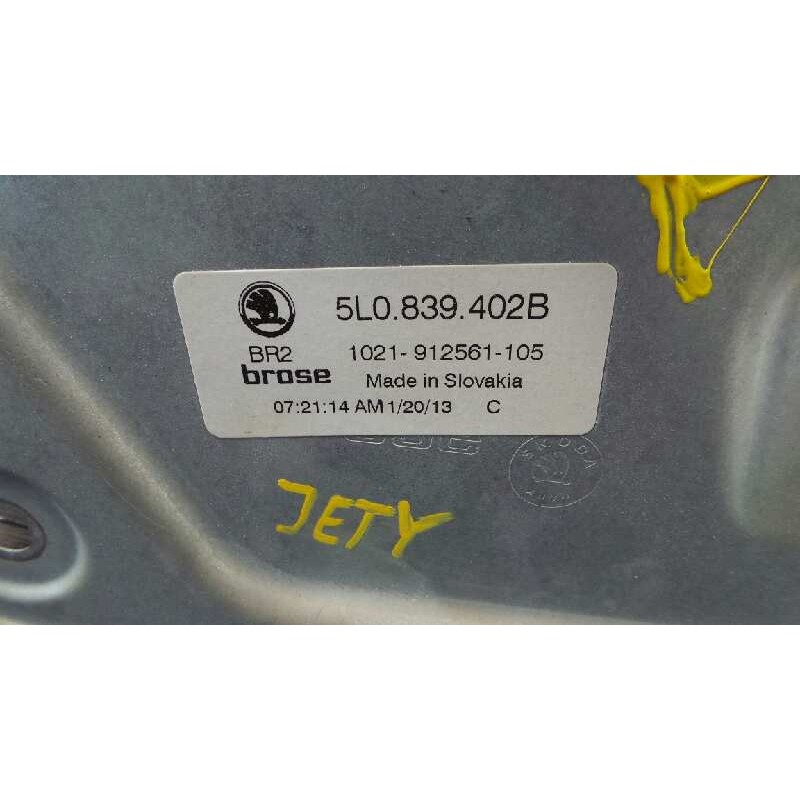 5L0.839.402B
BR2 1021- 912561-105
brose Made in Slovakia
07:21:14 AM 1/20/13 C
SKODA
JETY